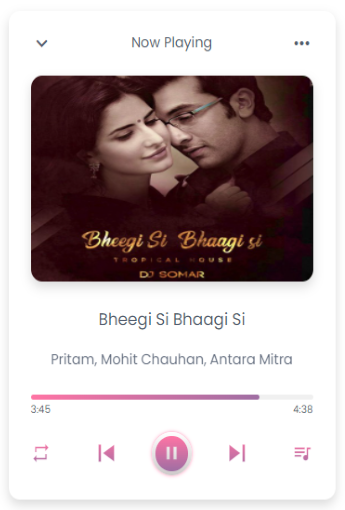 Now Playing
Bheegi Si Bhaagi si
TROPICAL HOUSE
DJ SOMAR
Bheegi Si Bhaagi Si
Pritam, Mohit Chauhan, Antara Mitra
3:45 4:38